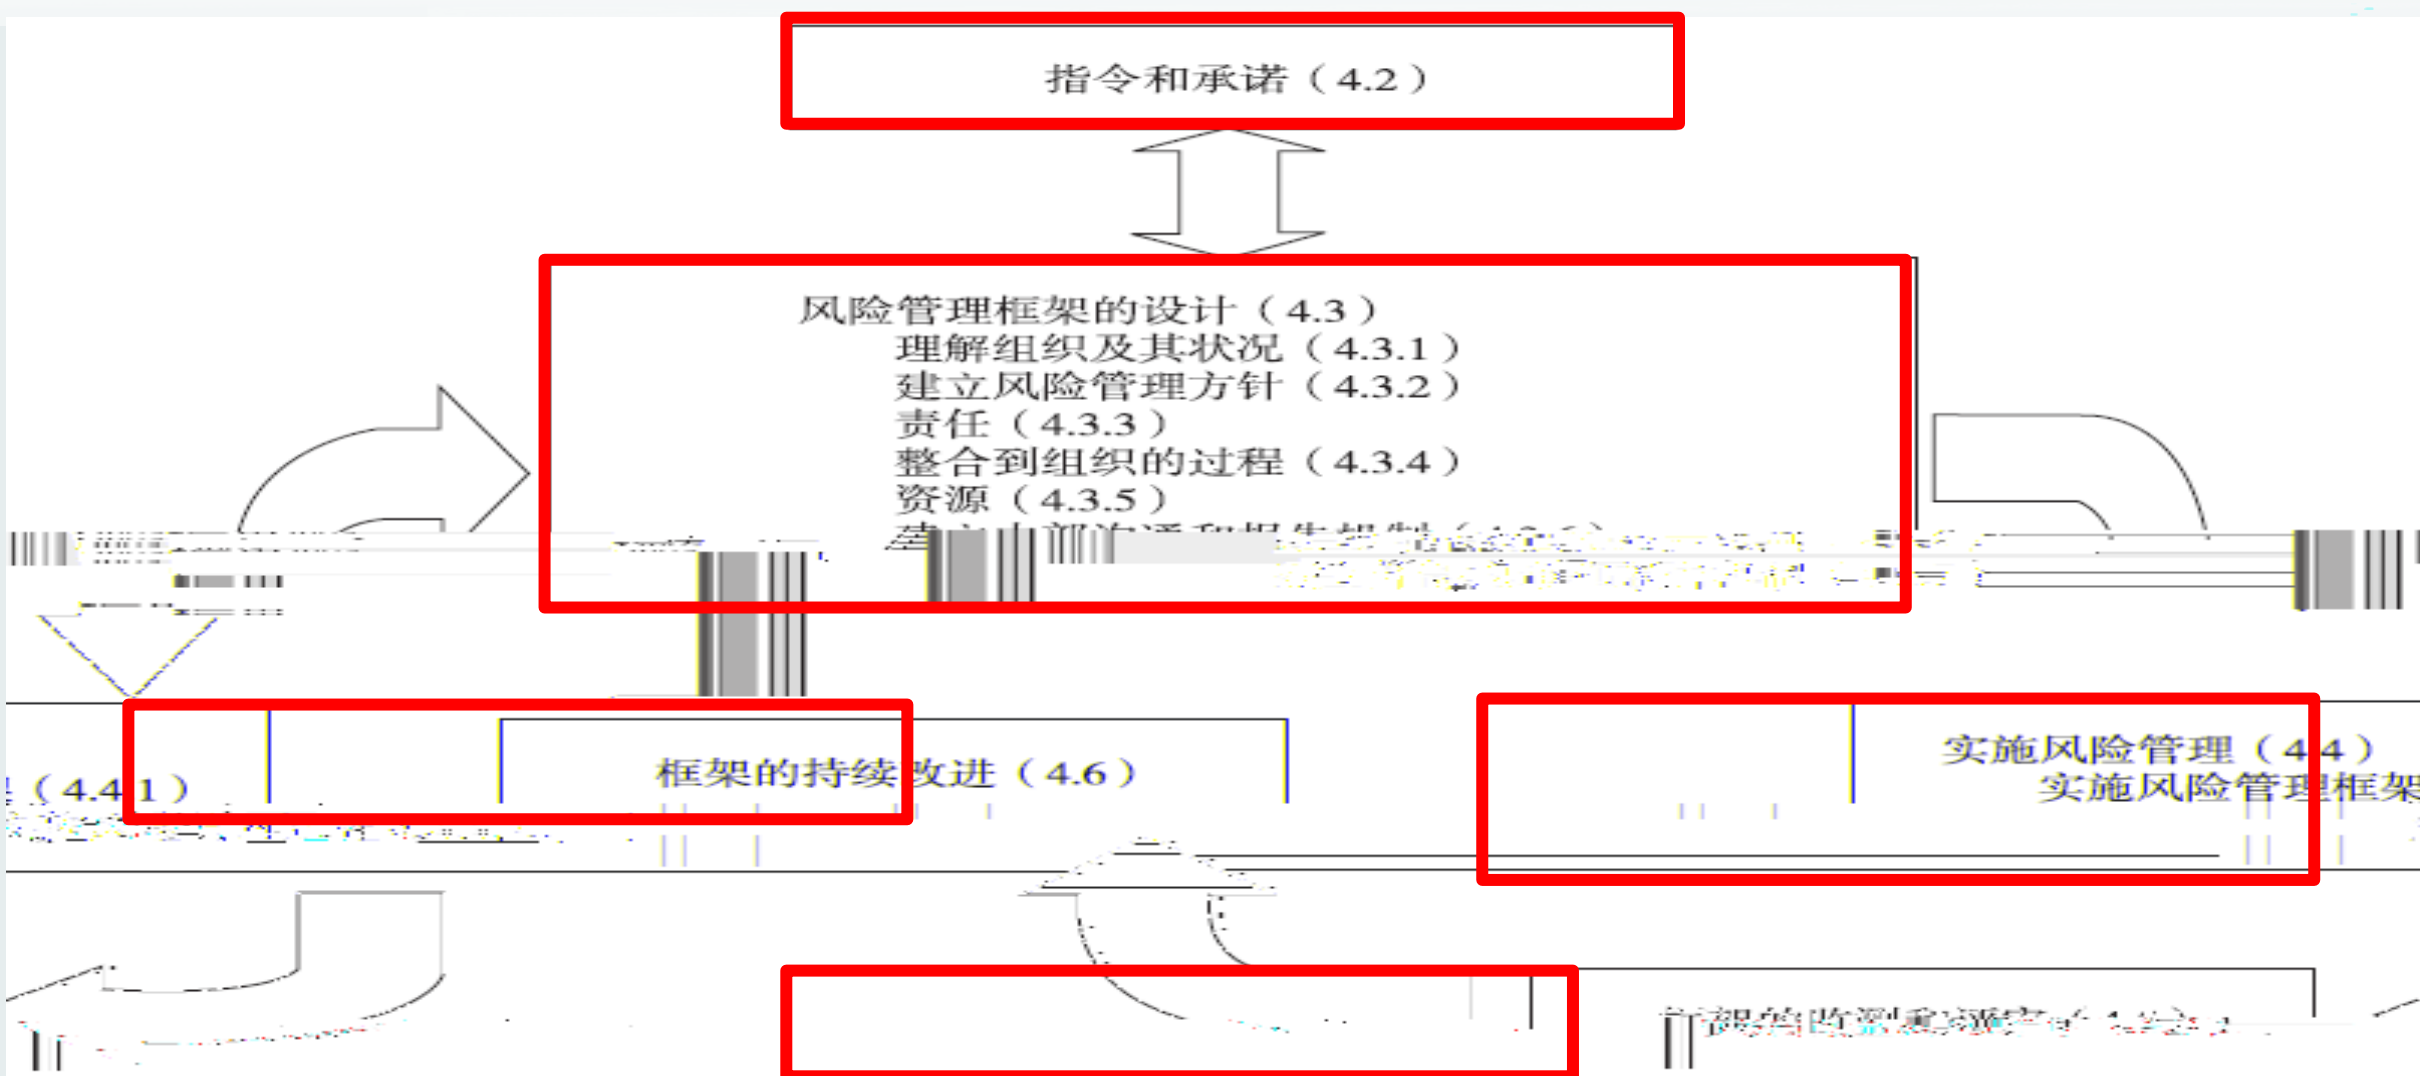 指令和承诺（4.2）
风险管理框架的设计（4.3）
理解组织及其状况（4.3.1）
建立风险管理方针（4.3.2）
责任（4.3.3）
整合到组织的过程（4.3.4）
资源（4.3.5）
实施风险管理（4.4）
实施风险管理框架
（4.4.1）
框架的持续改进（4.6）